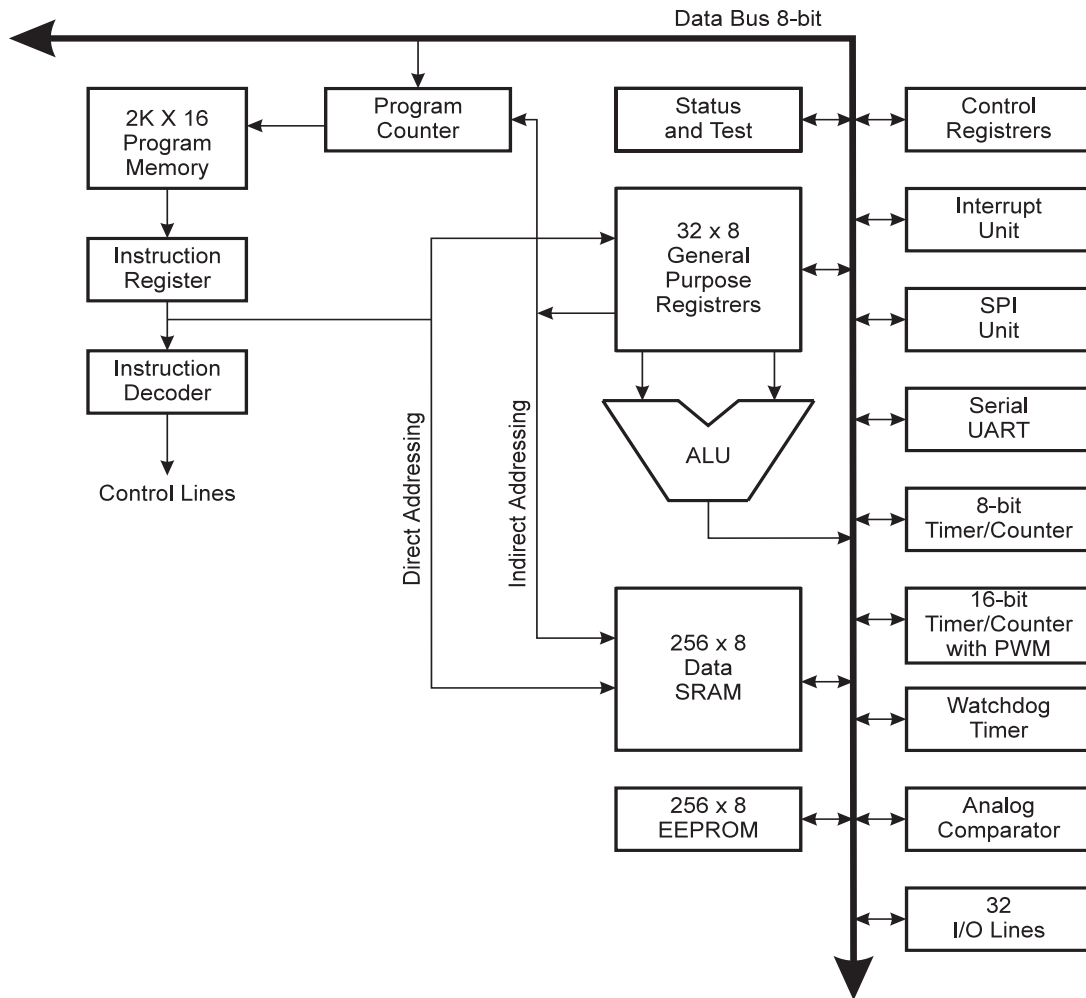 Data Bus 8-bit
2K X 16
Program
Memory
Program
Counter
Status
and Test
Control
Registrers
Instruction
Register
32 x 8
General
Purpose
Registrers
Interrupt
Unit
SPI
Unit
Instruction
Decoder
ALU
Serial
UART
Control Lines
Direct Addressing
Indirect Addressing
8-bit
Timer/Counter
256 x 8
Data
SRAM
16-bit
Timer/Counter
with PWM
Watchdog
Timer
256 x 8
EEPROM
Analog
Comparator
32
I/O Lines